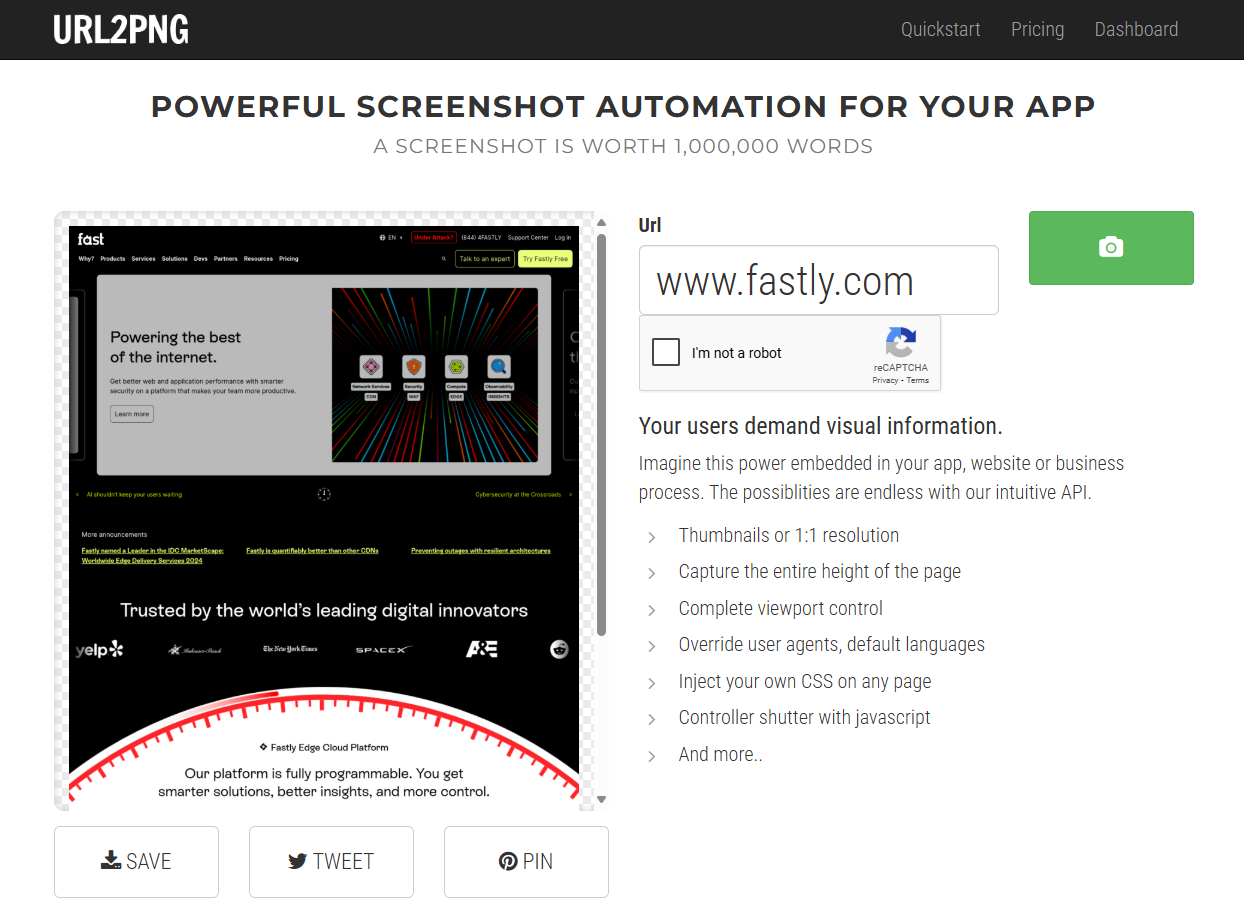 URL2PNG
Quickstart Pricing Dashboard
POWERFUL SCREENSHOT AUTOMATION FOR YOUR APP
A SCREENSHOT IS WORTH 1,000,000 WORDS
fast
EN Under Attack? (844) 4FASTLY Support Center Log in
Why? Products Services Solutions Devs Partners Resources Pricing
Talk to an expert Try Fastly Free
Powering the best
of the internet.
Get better web and application performance with smarter
security on a platform that makes your team more productive.
Learn more
Network Services Security Compute Observability
CDN WAF EDGE INSIGHTS
AI shouldn't keep your users waiting
Cybersecurity at the Crossroads
More announcements
Fastly named a Leader in the IDC MarketScape:
Worldwide Edge Delivery Services 2024
Fastly is quantifiably better than other CDNs
Preventing outages with resilient architectures
Trusted by the world's leading digital innovators
yelp
Anheuser-Busch
The New York Times
SPACEX
A&E
Fastly Edge Cloud Platform
Our platform is fully programmable. You get
smarter solutions, better insights, and more control.
SAVE
TWEET
PIN
Url
www.fastly.com
I'm not a robot
reCAPTCHA
Privacy - Terms
Your users demand visual information.
Imagine this power embedded in your app, website or business
process. The possiblities are endless with our intuitive API.
Thumbnails or 1:1 resolution
Capture the entire height of the page
Complete viewport control
Override user agents, default languages
Inject your own CSS on any page
Controller shutter with javascript
And more..